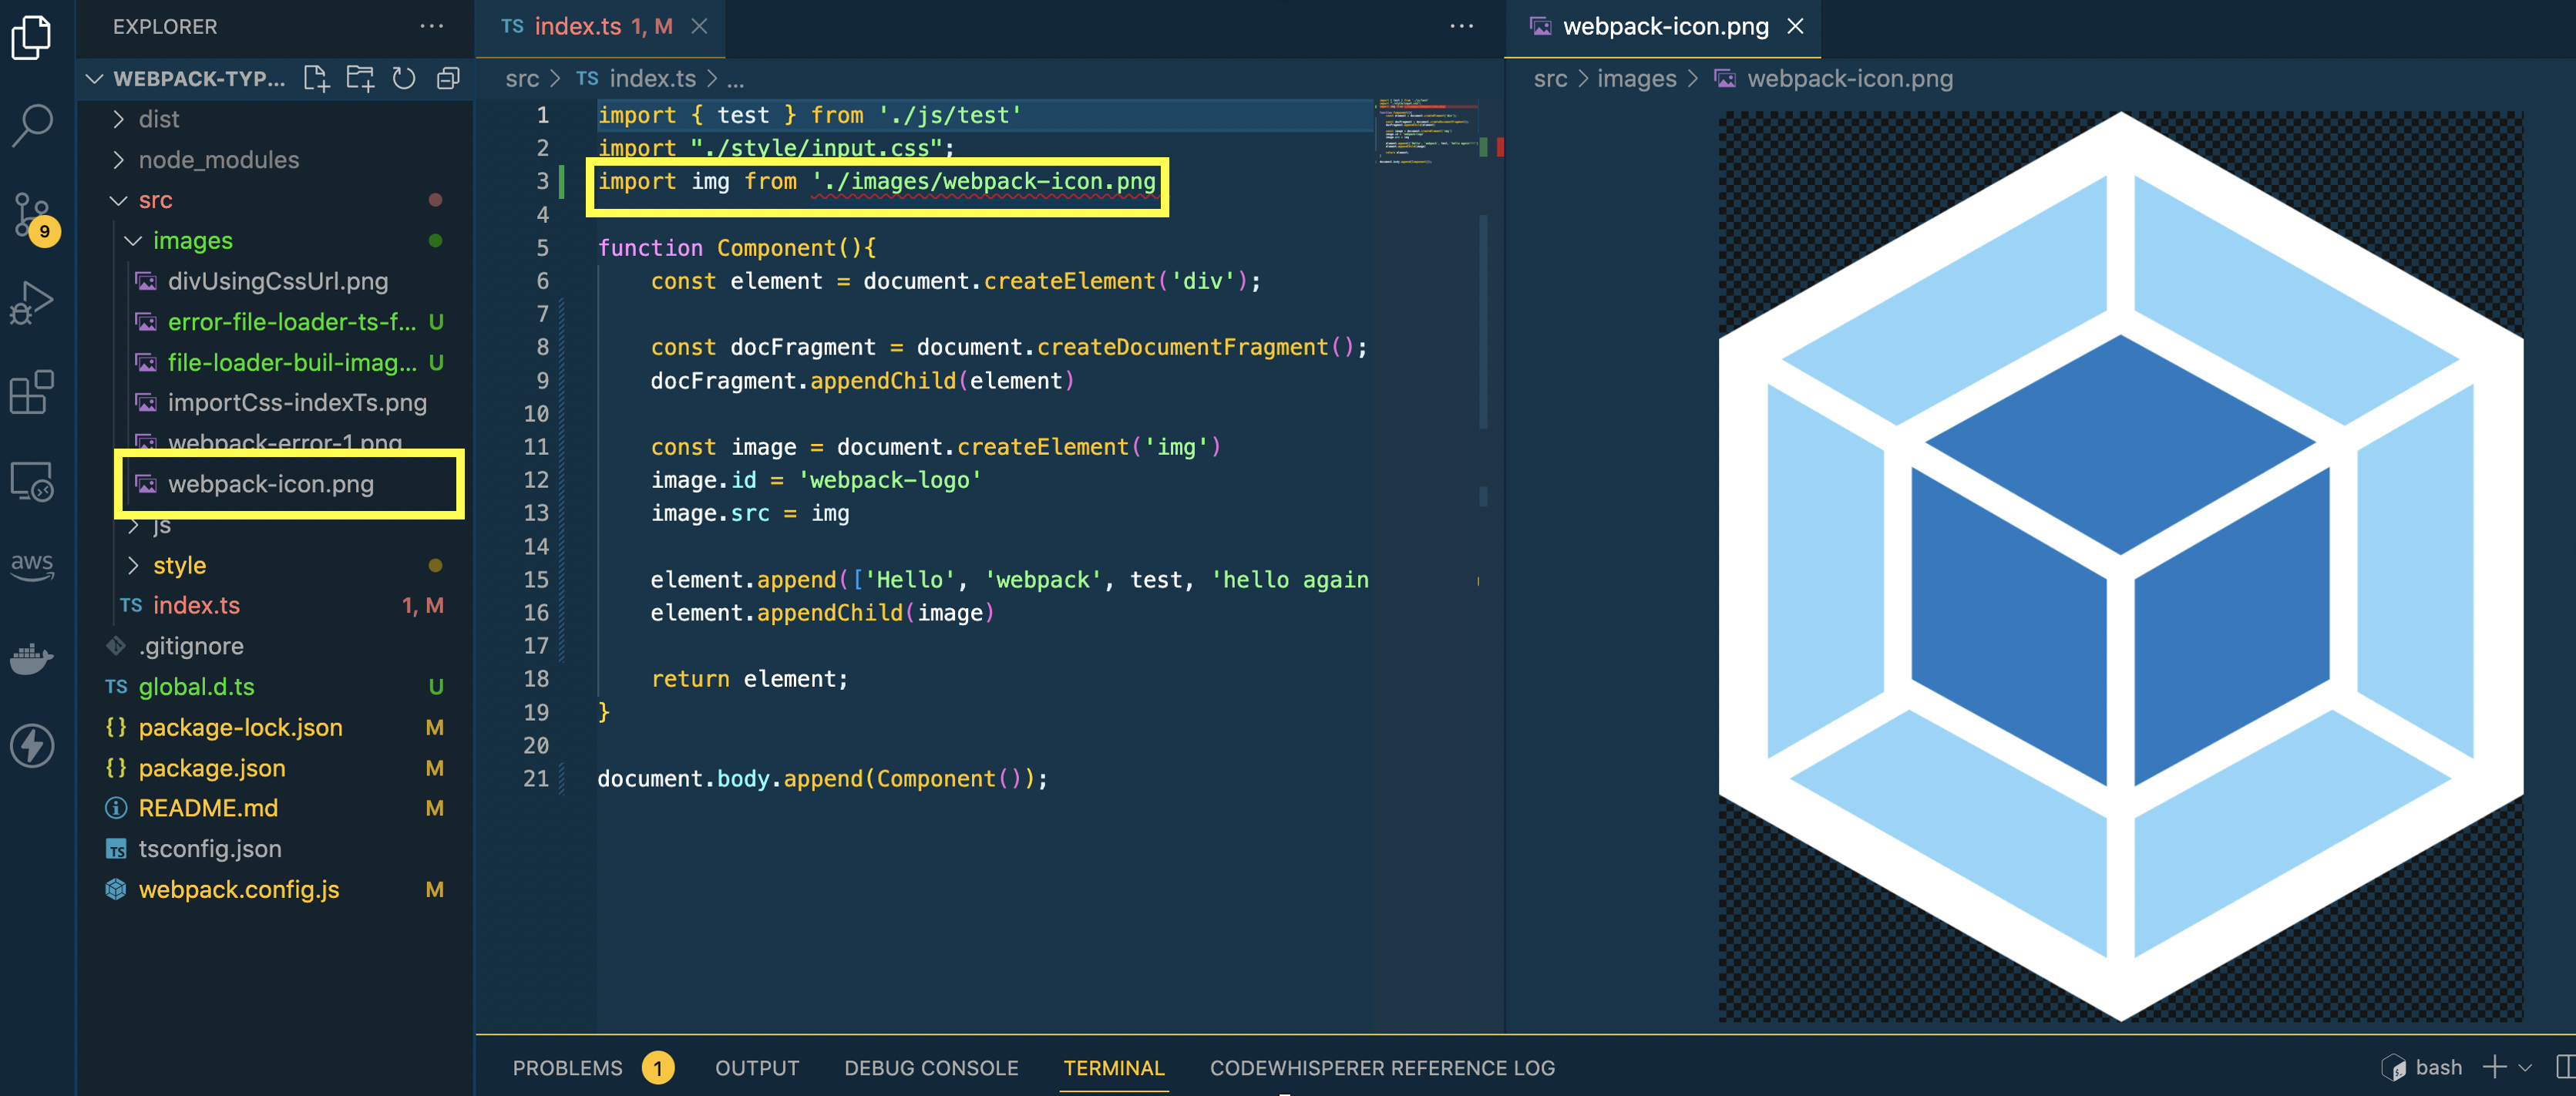 EXPLORER
WEBPACK-TYP...
dist
node_modules
src
images
divUsingCssUrl.png
error-file-loader-ts-f... U
file-loader-buil-imag... U
importCss-indexTs.png
webpack-error-1.png
webpack-icon.png
js
style
TS index.ts 1, M
.gitignore
TS global.d.ts U
{} package-lock.json M
{} package.json M
README.md M
TS tsconfig.json
webpack.config.js M
9
aws
TS index.ts 1, M
src > TS index.ts > ...
1 import { test } from './js/test'
2 import "./style/input.css";
3 import img from './images/webpack-icon.png
4
5 function Component(){
6 const element = document.createElement('div');
7
8 const docFragment = document.createDocumentFragment();
9 docFragment.appendChild(element)
10
11 const image = document.createElement('img')
12 image.id = 'webpack-logo'
13 image.src = img
14
15 element.append(['Hello', 'webpack', test, 'hello again
16 element.appendChild(image)
17
18 return element;
19 }
20
21 document.body.append(Component());
webpack-icon.png
src > images > webpack-icon.png
PROBLEMS 1 OUTPUT DEBUG CONSOLE TERMINAL CODEWHISPERER REFERENCE LOG
bash